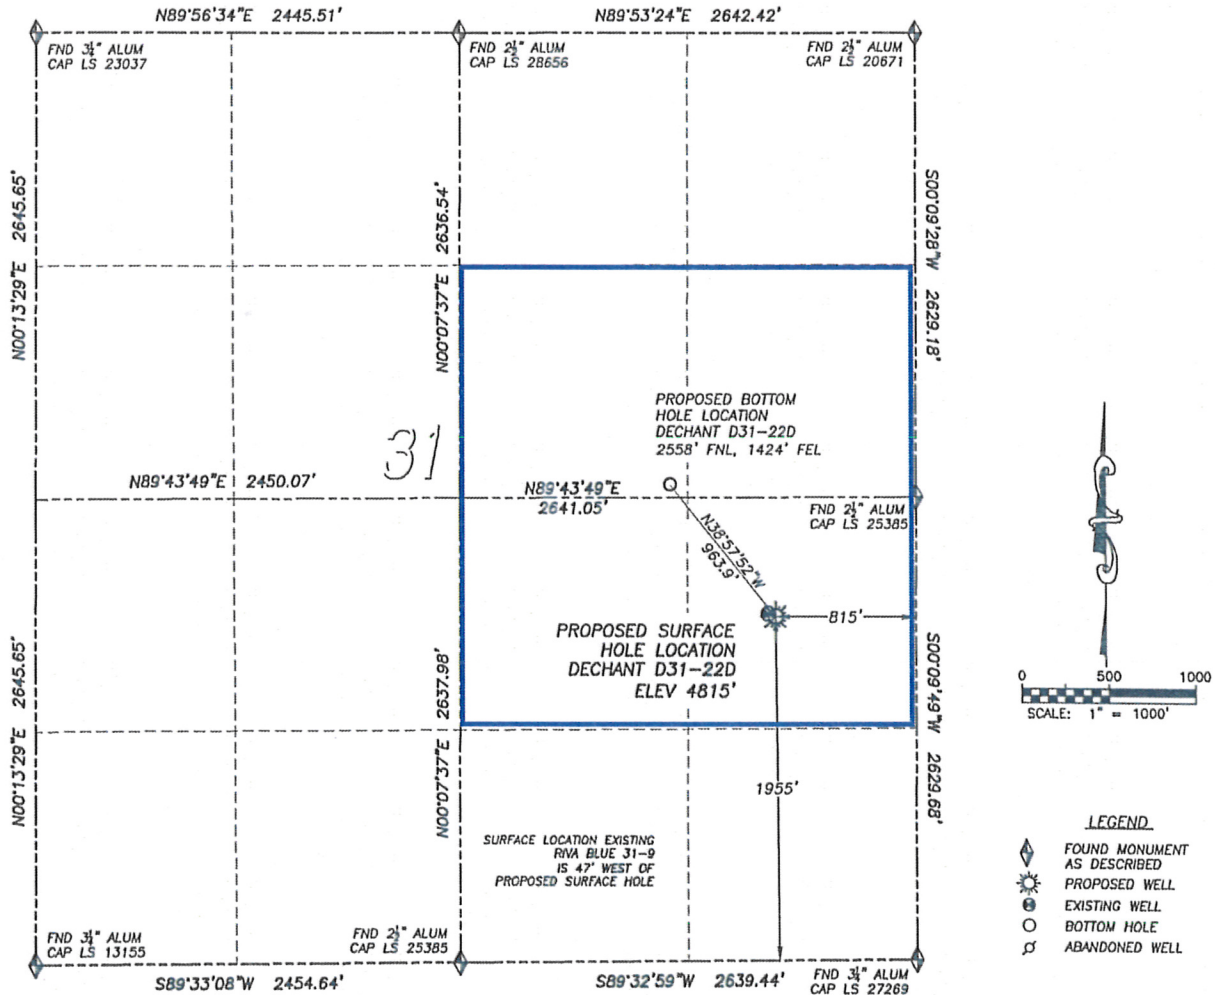 N89°56'34"E 2445.51'
N89°53'24"E 2642.42'
FND 3¼" ALUM
CAP LS 23037
FND 2½" ALUM
CAP LS 28656
FND 2½" ALUM
CAP LS 20671
N00°13'29"E 2645.65'
N00°07'37"E 2636.54'
S00°09'28"W 2629.18'
31
PROPOSED BOTTOM
HOLE LOCATION
DECHANT D31-22D
2558' FNL, 1424' FEL
N89°43'49"E 2450.07'
N89°43'49"E
2641.05'
FND 2½" ALUM
CAP LS 25385
N38°57'52"W
963.9'
815'
PROPOSED SURFACE
HOLE LOCATION
DECHANT D31-22D
ELEV 4815'
N00°13'29"E 2645.65'
N00°07'37"E 2637.98'
S00°09'49"W 2629.68'
1955'
SURFACE LOCATION EXISTING
RIVA BLUE 31-9
IS 47' WEST OF
PROPOSED SURFACE HOLE
FND 3¼" ALUM
CAP LS 13155
FND 2½" ALUM
CAP LS 25385
FND 3¼" ALUM
CAP LS 27269
S89°33'08"W 2454.64'
S89°32'59"W 2639.44'
0 500 1000
SCALE: 1" = 1000'
LEGEND
FOUND MONUMENT
AS DESCRIBED
PROPOSED WELL
EXISTING WELL
BOTTOM HOLE
ABANDONED WELL